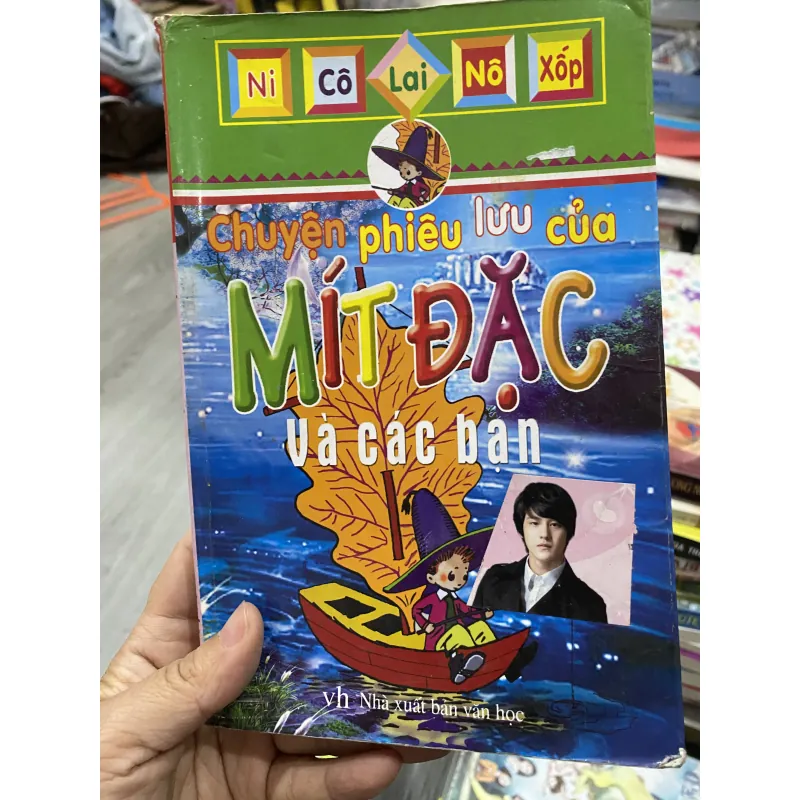 Ni Cô Lai Nô Xốp
Chuyện phiêu lưu của
MÍT ĐẶC
và các bạn
vh Nhà xuất bản văn học